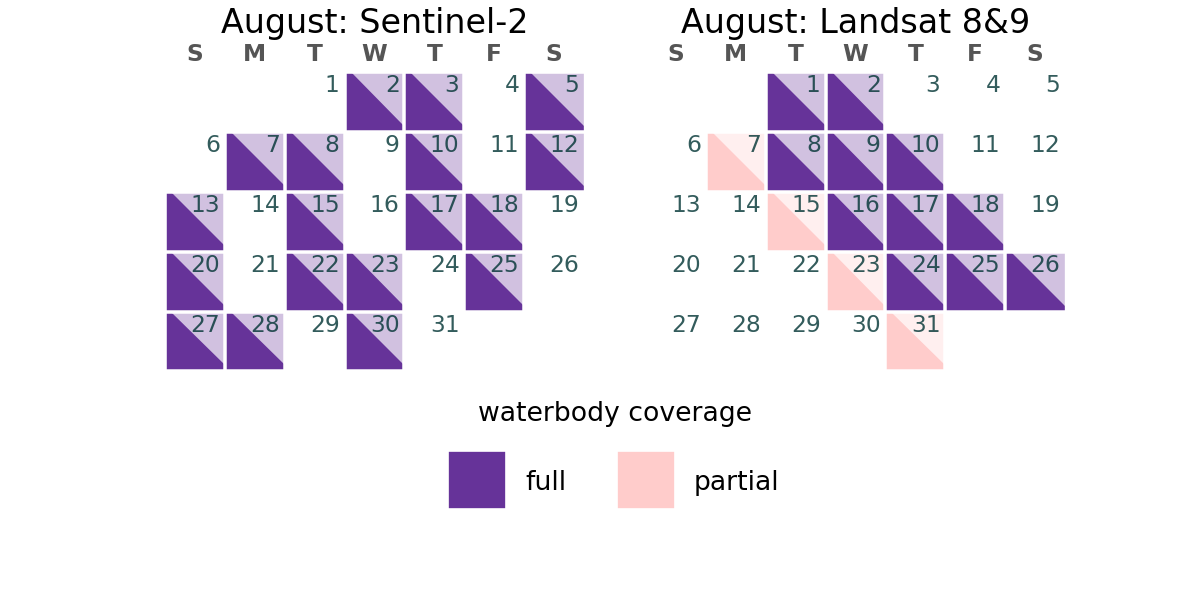 August: Sentinel-2
S M T W T F S
1 2 3 4 5
6 7 8 9 10 11 12
13 14 15 16 17 18 19
20 21 22 23 24 25 26
27 28 29 30 31
August: Landsat 8&9
S M T W T F S
1 2 3 4 5
6 7 8 9 10 11 12
13 14 15 16 17 18 19
20 21 22 23 24 25 26
27 28 29 30 31
waterbody coverage
full
partial